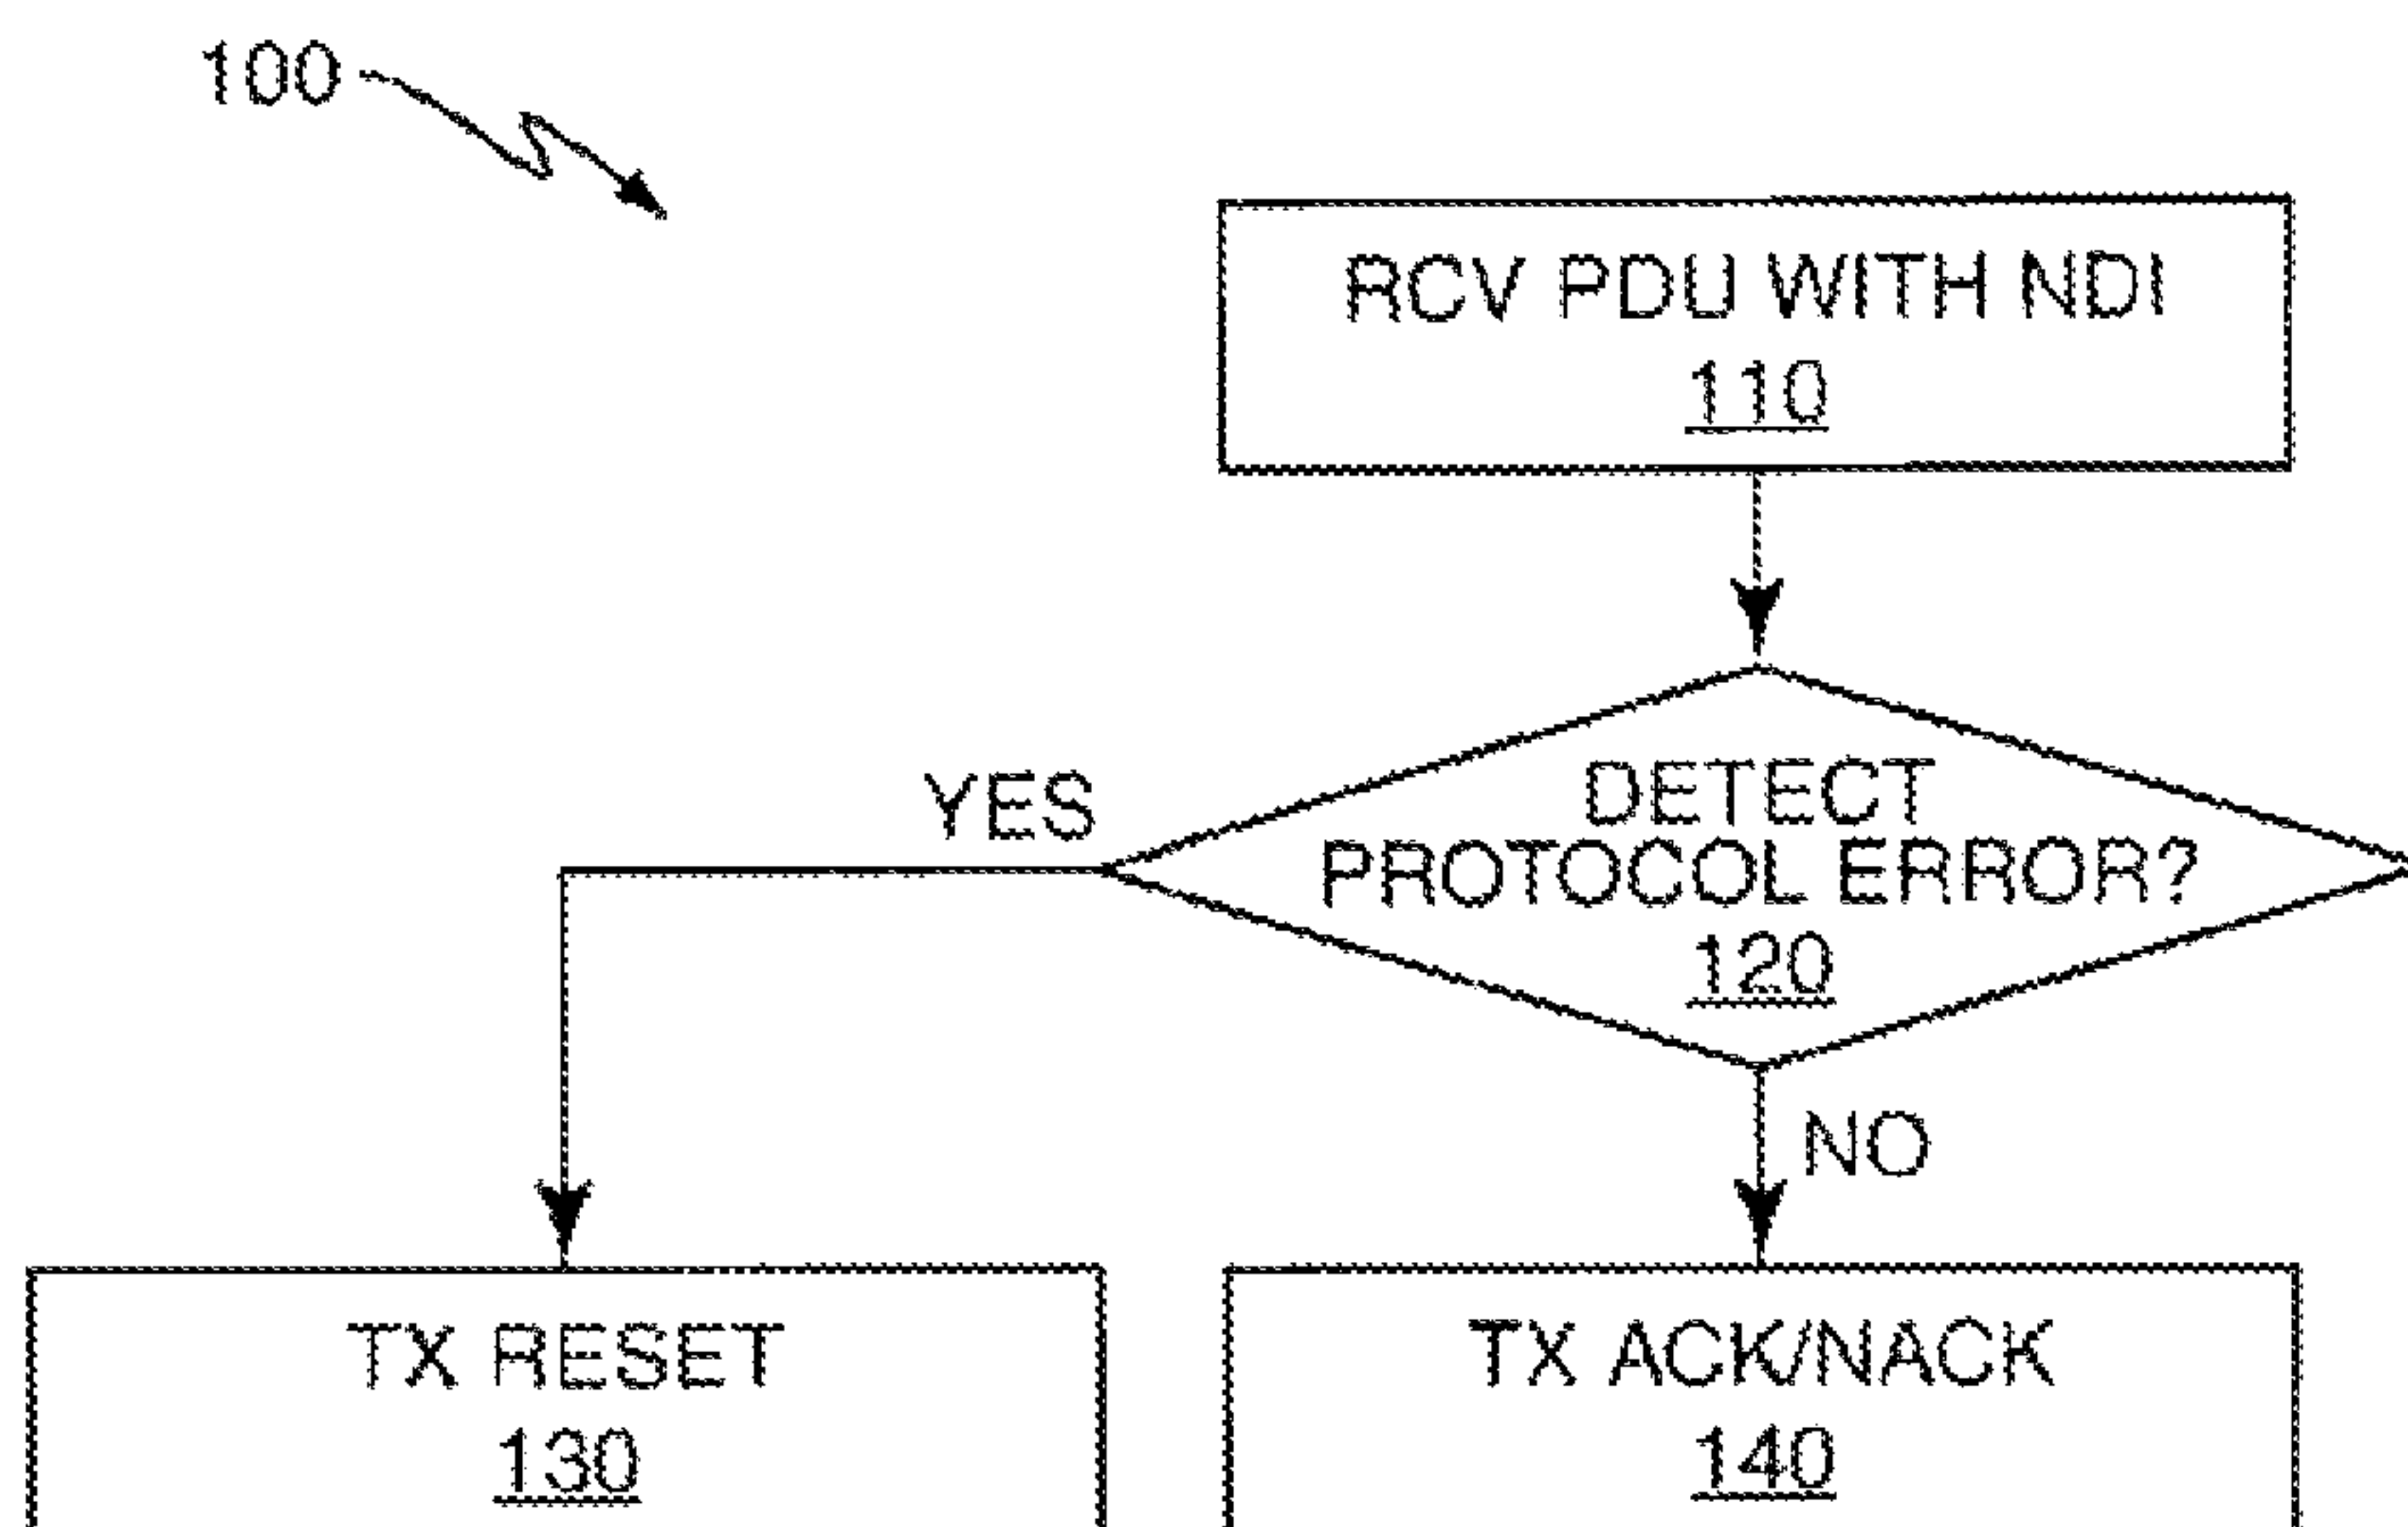 100
RCV PDU WITH NDI
110
DETECT
PROTOCOL ERROR?
120
YES
NO
TX RESET
130
TX ACK/NACK
140